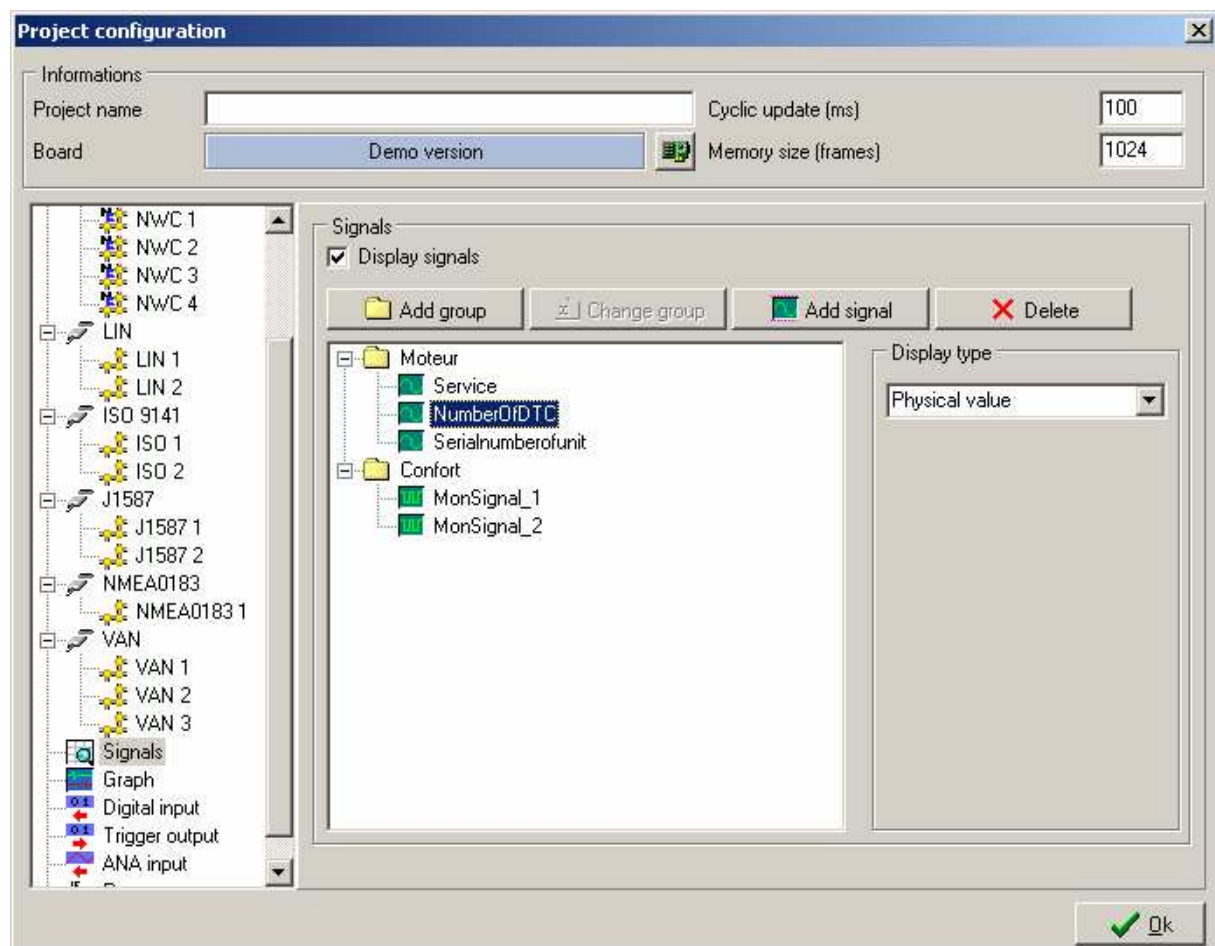 Project configuration
Informations
Project name
Cyclic update (ms)
100
Board
Demo version
Memory size (frames)
1024
NWC 1
NWC 2
NWC 3
NWC 4
LIN
LIN 1
LIN 2
ISO 9141
ISO 1
ISO 2
J1587
J1587 1
J1587 2
NMEA0183
NMEA0183 1
VAN
VAN 1
VAN 2
VAN 3
Signals
Graph
Digital input
Trigger output
ANA input
Signals
Display signals
Add group
Change group
Add signal
Delete
Moteur
Service
NumberOfDTC
Serialnumberofunit
Confort
MonSignal_1
MonSignal_2
Display type
Physical value
Ok